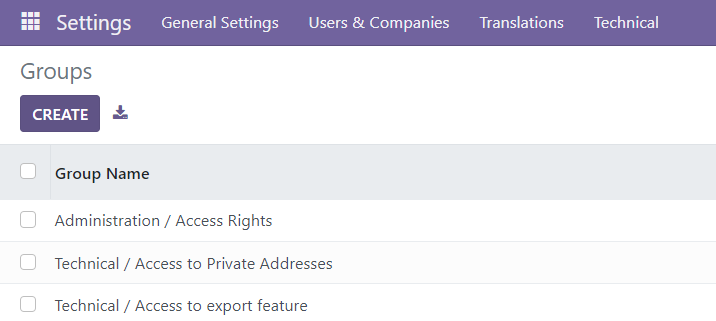 Settings General Settings Users & Companies Translations Technical
Groups
CREATE
Group Name
Administration / Access Rights
Technical / Access to Private Addresses
Technical / Access to export feature